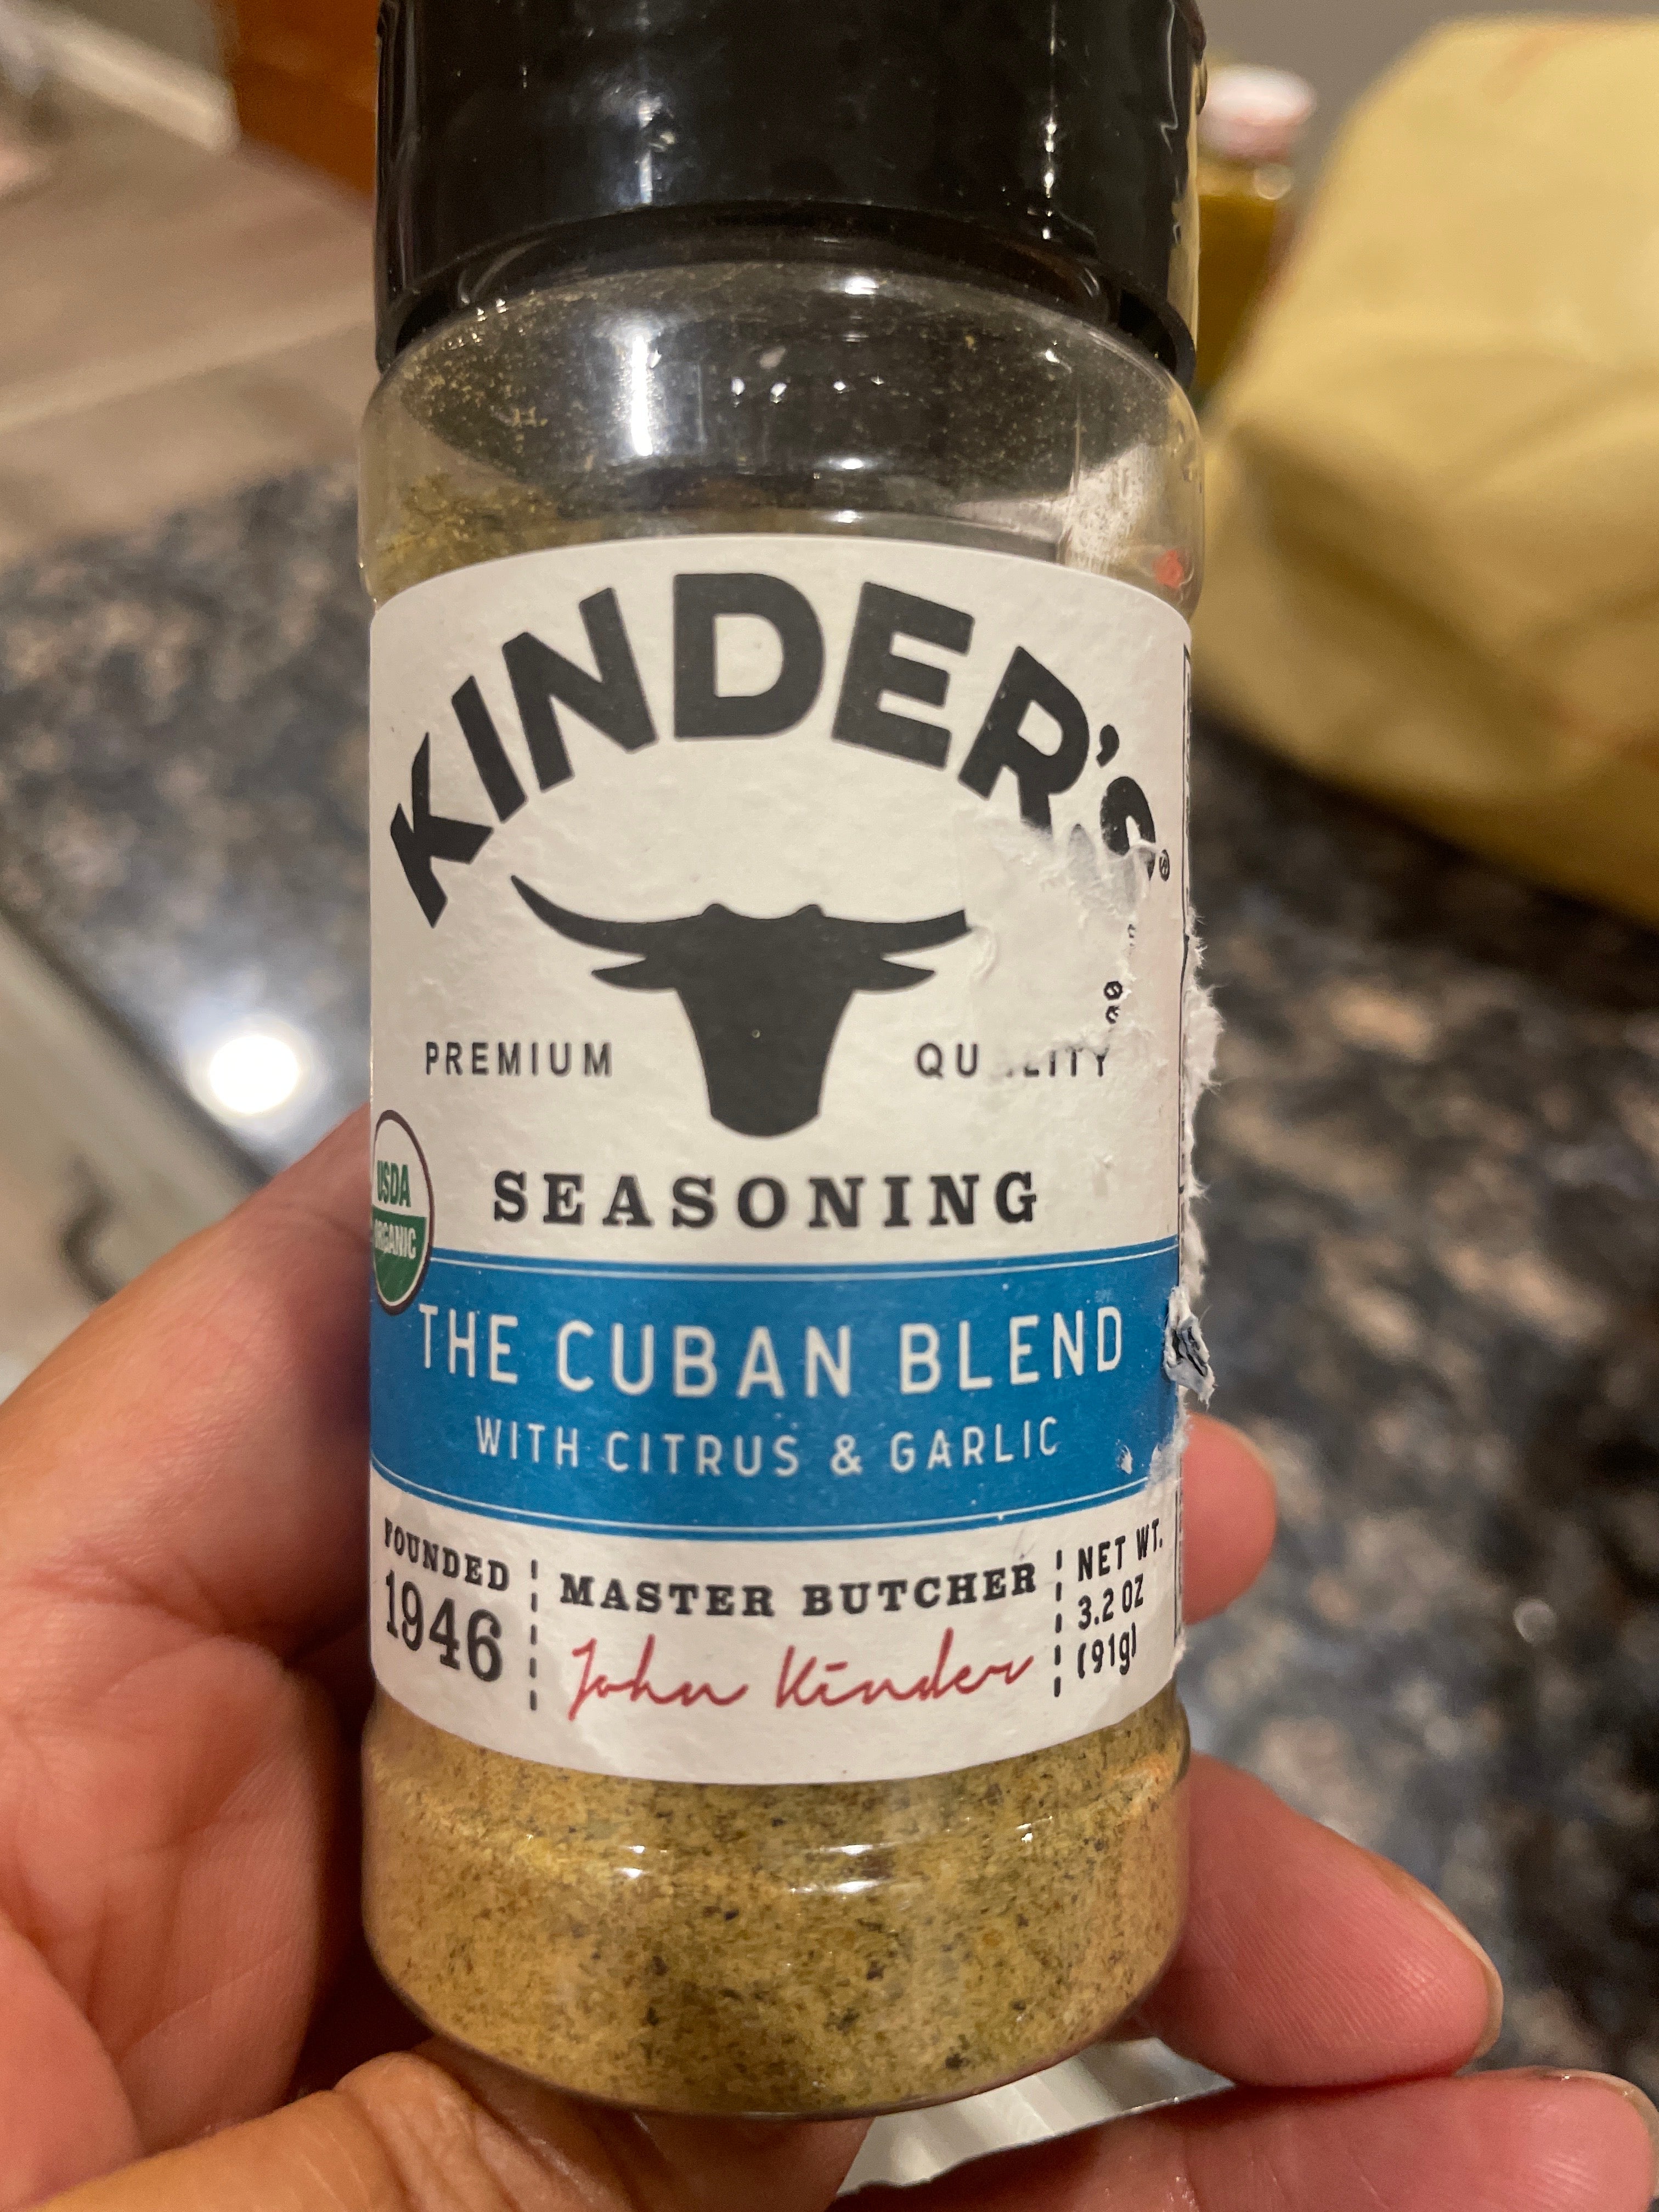 KINDER'S®
PREMIUM
SEASONING
USDA
ORGANIC
THE CUBAN BLEND
WITH CITRUS & GARLIC
FOUNDED
1946
MASTER BUTCHER
John Kinder
NET WT.
3.2 OZ
(91g)